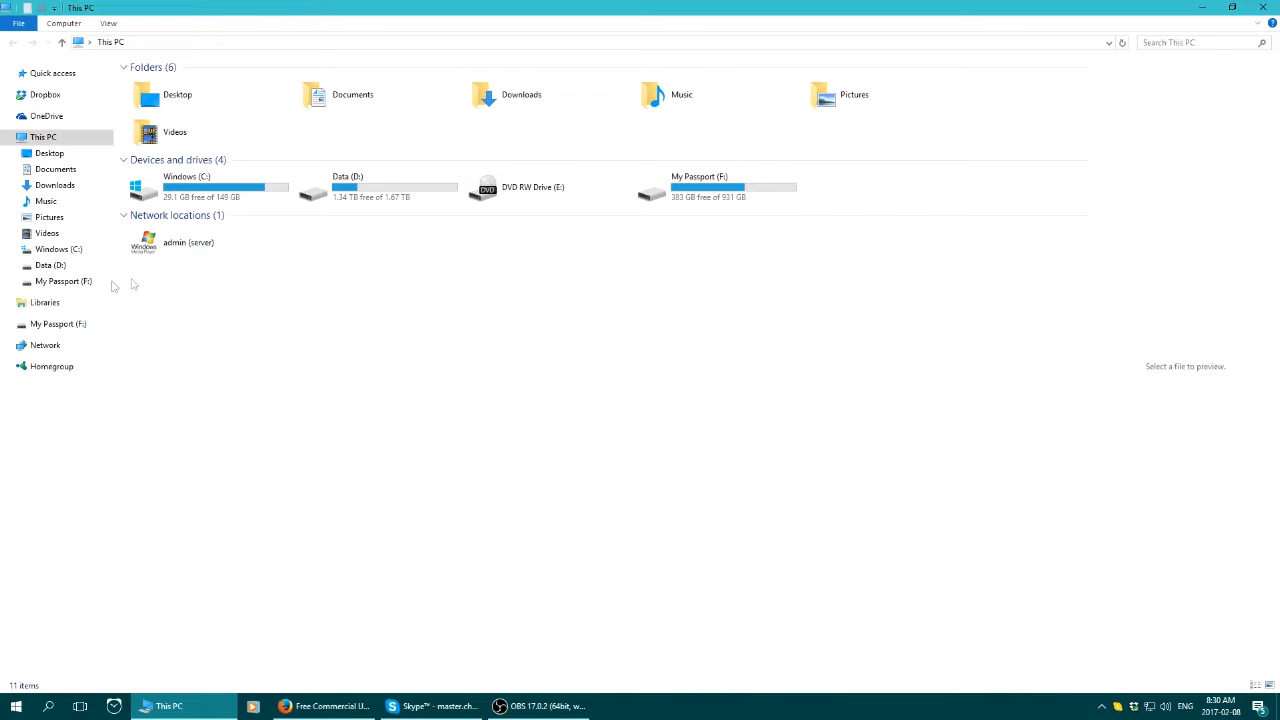 This PC
File Computer View
This PC
Search This PC
Quick access
Dropbox
OneDrive
This PC
Desktop
Documents
Downloads
Music
Pictures
Videos
Windows (C:)
Data (D:)
My Passport (F:)
Libraries
My Passport (F:)
Network
Homegroup
Folders (6)
Desktop
Documents
Downloads
Music
Pictures
Videos
Devices and drives (4)
Windows (C:)
29.1 GB free of 149 GB
Data (D:)
1.34 TB free of 1.67 TB
DVD
DVD RW Drive (E:)
My Passport (F:)
383 GB free of 931 GB
Network locations (1)
Windows
Media Player
admin (server)
Select a file to preview.
11 items
This PC
Free Commercial U...
Skype™ - master.ch...
OBS 17.0.2 (64bit, w...
ENG
8:30 AM
2017-02-08
5